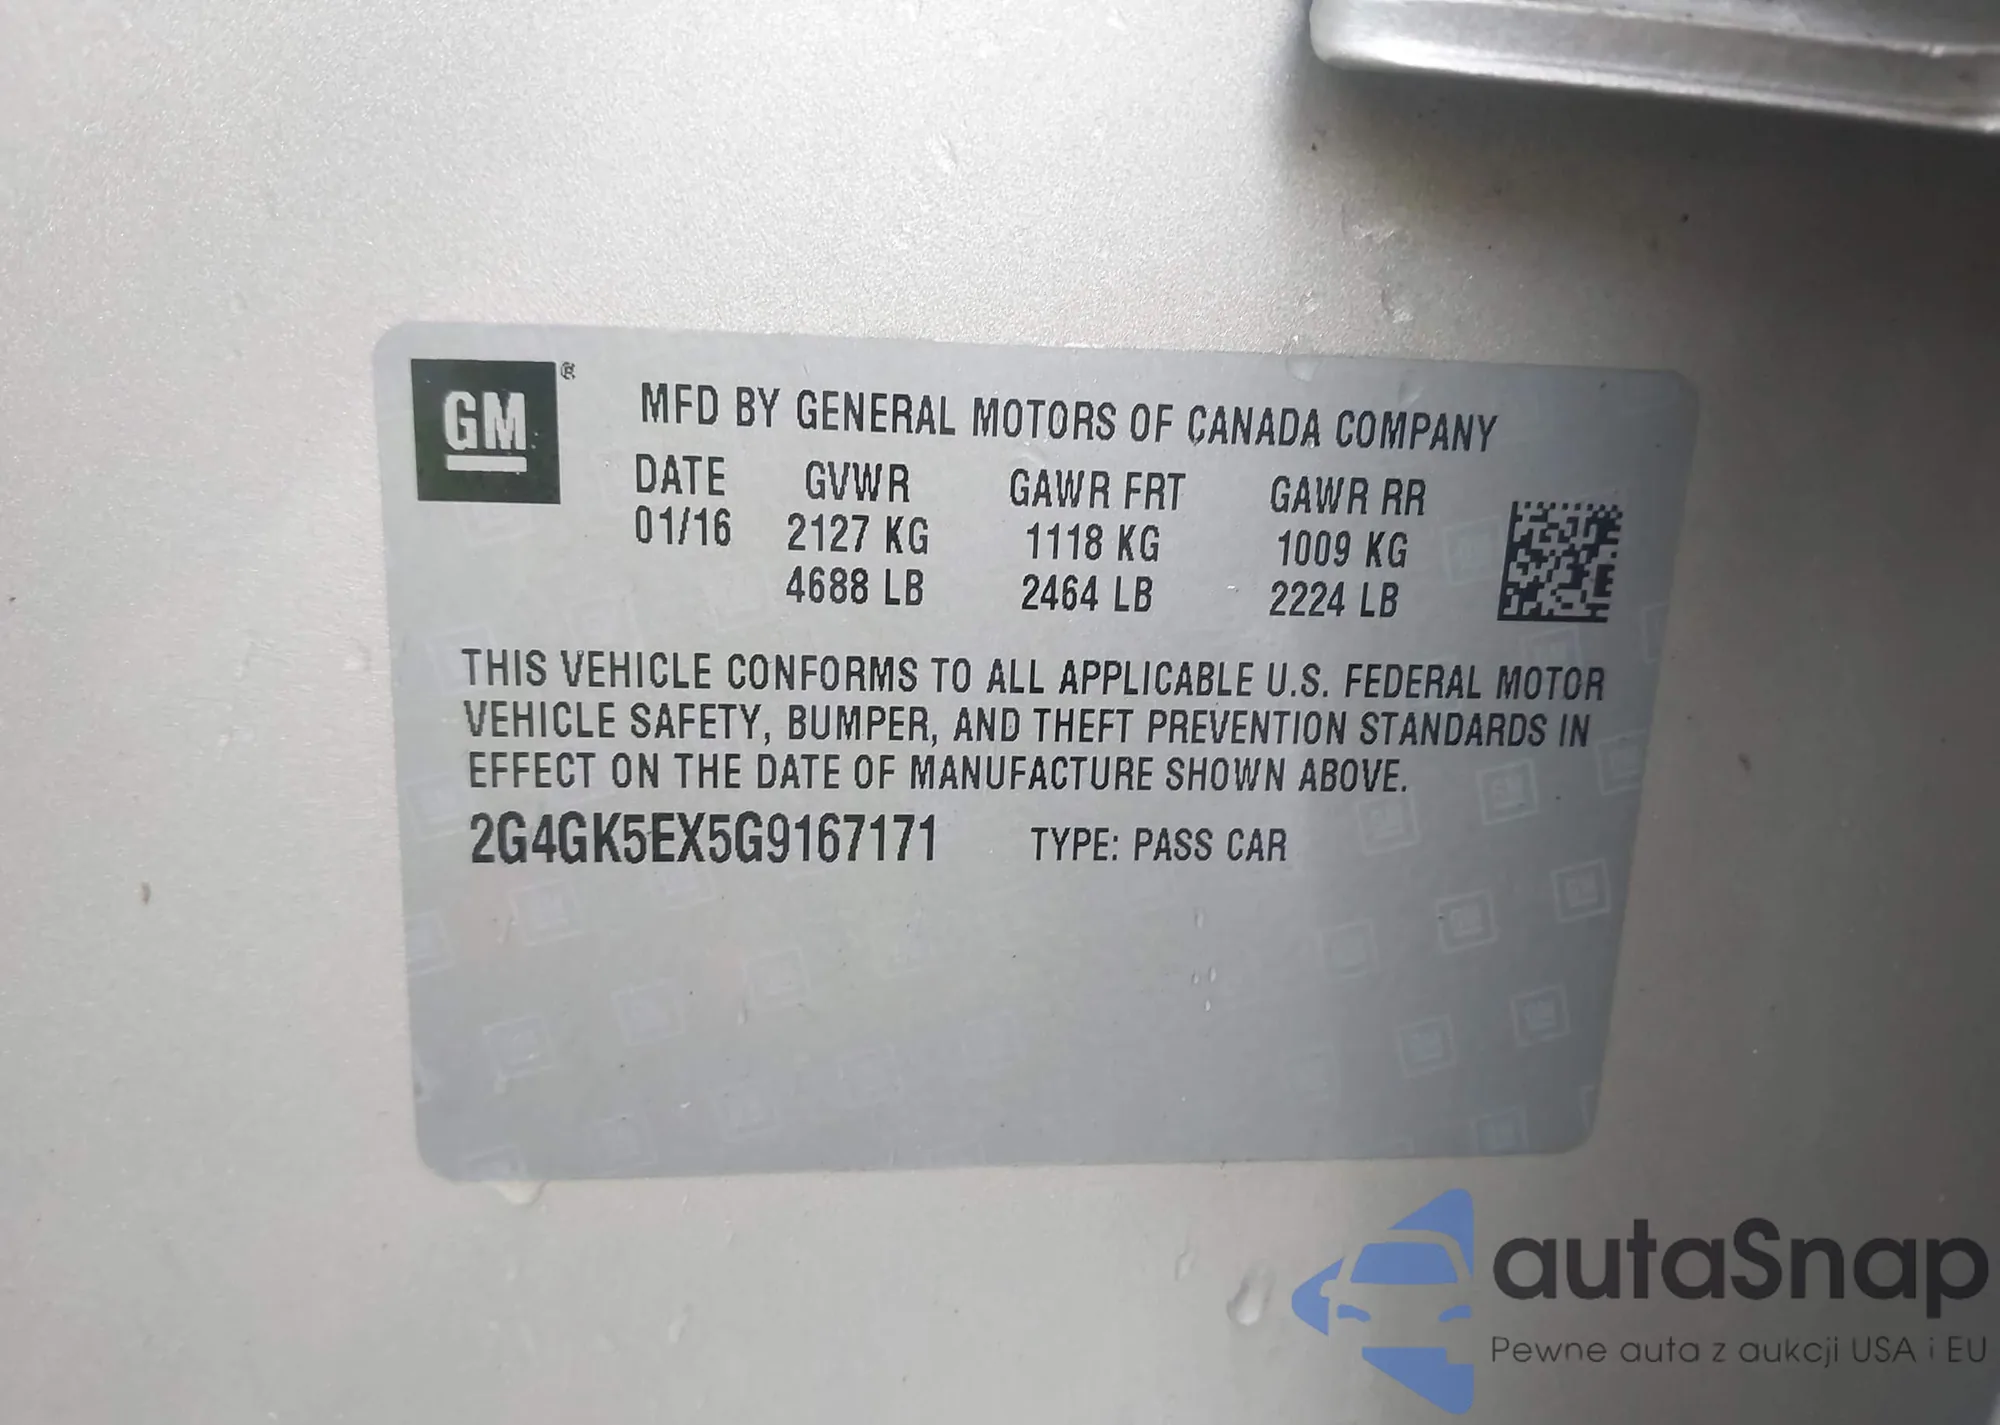 GM ®
MFD BY GENERAL MOTORS OF CANADA COMPANY
DATE GVWR GAWR FRT GAWR RR
01/16 2127 KG 1118 KG 1009 KG
4688 LB 2464 LB 2224 LB
THIS VEHICLE CONFORMS TO ALL APPLICABLE U.S. FEDERAL MOTOR
VEHICLE SAFETY, BUMPER, AND THEFT PREVENTION STANDARDS IN
EFFECT ON THE DATE OF MANUFACTURE SHOWN ABOVE.
2G4GK5EX5G9167171 TYPE: PASS CAR
autaSnap
Pewne auta z aukcji USA i EU